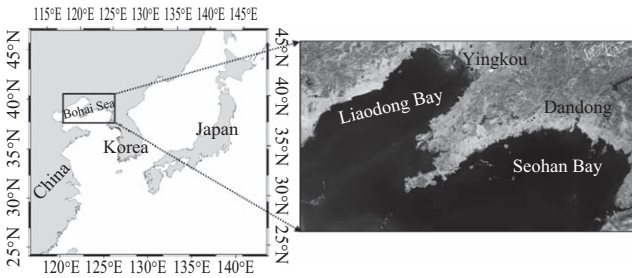 115°E 120°E 125°E 130°E 135°E 140°E 145°E
45°N
40°N
35°N
30°N
25°N
Bohai Sea
Korea
Japan
China
45°N
40°N
35°N
30°N
25°N
120°E 125°E 130°E 135°E 140°E
Yingkou
Liaodong Bay
Dandong
Seohan Bay